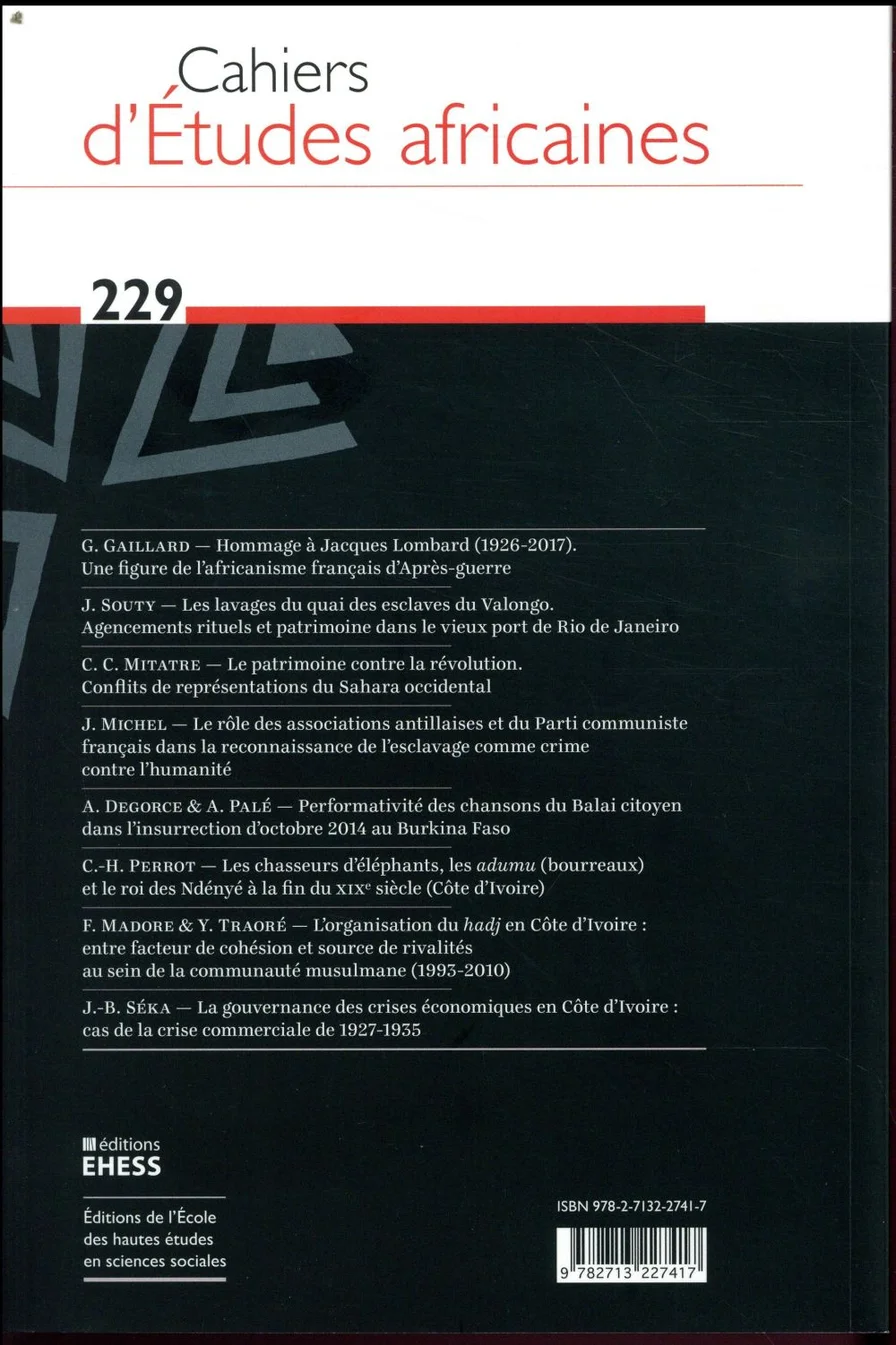 Cahiers
d'Études africaines
229
G. GAILLARD — Hommage à Jacques Lombard (1926-2017).
Une figure de l'africanisme français d'Après-guerre
J. SOUTY — Les lavages du quai des esclaves du Valongo.
Agencements rituels et patrimoine dans le vieux port de Rio de Janeiro
C. C. MITATRE — Le patrimoine contre la révolution.
Conflits de représentations du Sahara occidental
J. MICHEL — Le rôle des associations antillaises et du Parti communiste
français dans la reconnaissance de l'esclavage comme crime
contre l'humanité
A. DEGORCE & A. PALÉ — Performativité des chansons du Balai citoyen
dans l'insurrection d'octobre 2014 au Burkina Faso
C.-H. PERROT — Les chasseurs d'éléphants, les adumu (bourreaux)
et le roi des Ndényé à la fin du XIXe siècle (Côte d'Ivoire)
F. MADORE & Y. TRAORÉ — L'organisation du hadj en Côte d'Ivoire :
entre facteur de cohésion et source de rivalités
au sein de la communauté musulmane (1993-2010)
J.-B. SÉKA — La gouvernance des crises économiques en Côte d'Ivoire :
cas de la crise commerciale de 1927-1935
éditions
EHESS
Éditions de l'École
des hautes études
en sciences sociales
ISBN 978-2-7132-2741-7
9 782713 227417